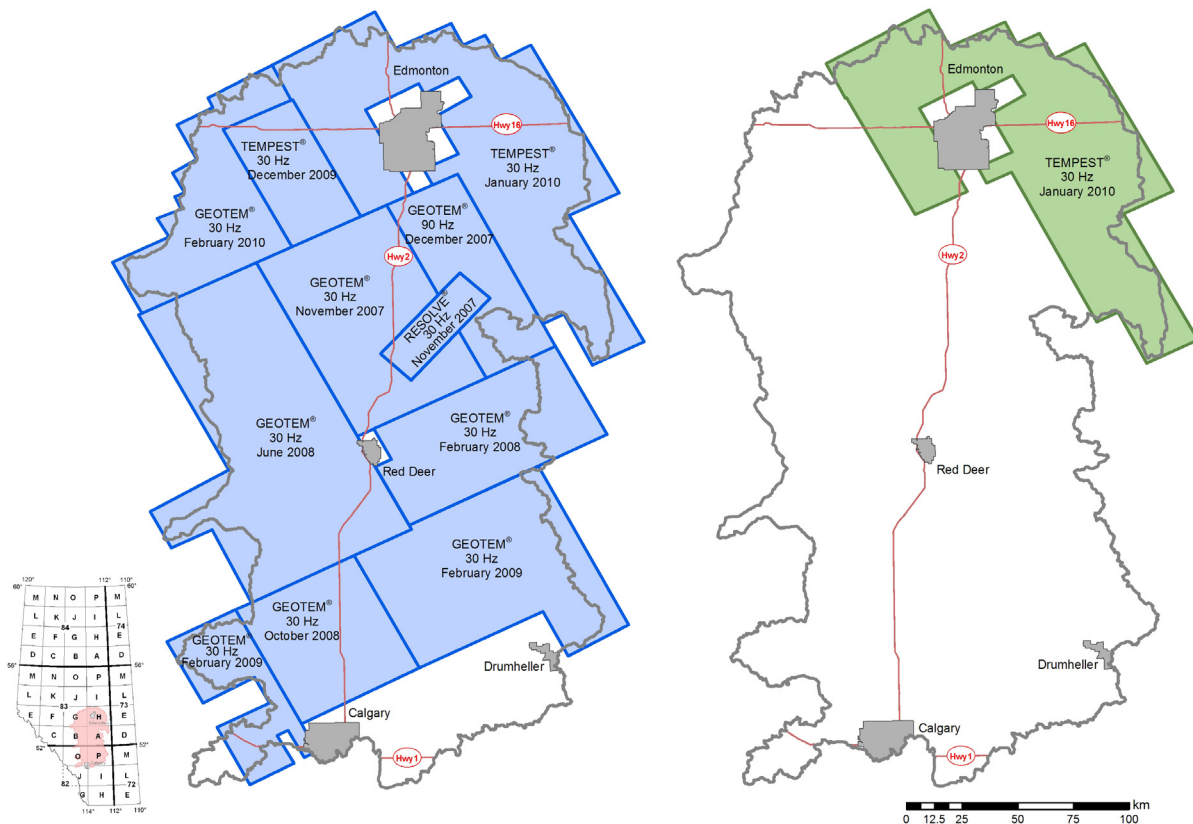 Edmonton
Hwy16
TEMPEST®
30 Hz
December 2009
TEMPEST®
30 Hz
January 2010
GEOTEM®
30 Hz
February 2010
GEOTEM®
90 Hz
December 2007
Hwy2
GEOTEM®
30 Hz
November 2007
RESOLVE®
30 Hz
November 2007
GEOTEM®
30 Hz
June 2008
GEOTEM®
30 Hz
February 2008
Red Deer
GEOTEM®
30 Hz
February 2009
GEOTEM®
30 Hz
October 2008
GEOTEM®
30 Hz
February 2009
Drumheller
Calgary
Hwy1
120° 112° 110°
60° 60°
M N O P M
L K J I L
84 74
E F G H E
D C B A D
56° 56°
M N O P M
L K J I L
83 73
E F G H E
C B A D
52° 52°
O P M
J I L
82 72
G H E
114° 112° 110°
Edmonton
Hwy16
TEMPEST®
30 Hz
January 2010
Hwy2
Red Deer
Drumheller
Calgary
Hwy1
km
0 12.5 25 50 75 100